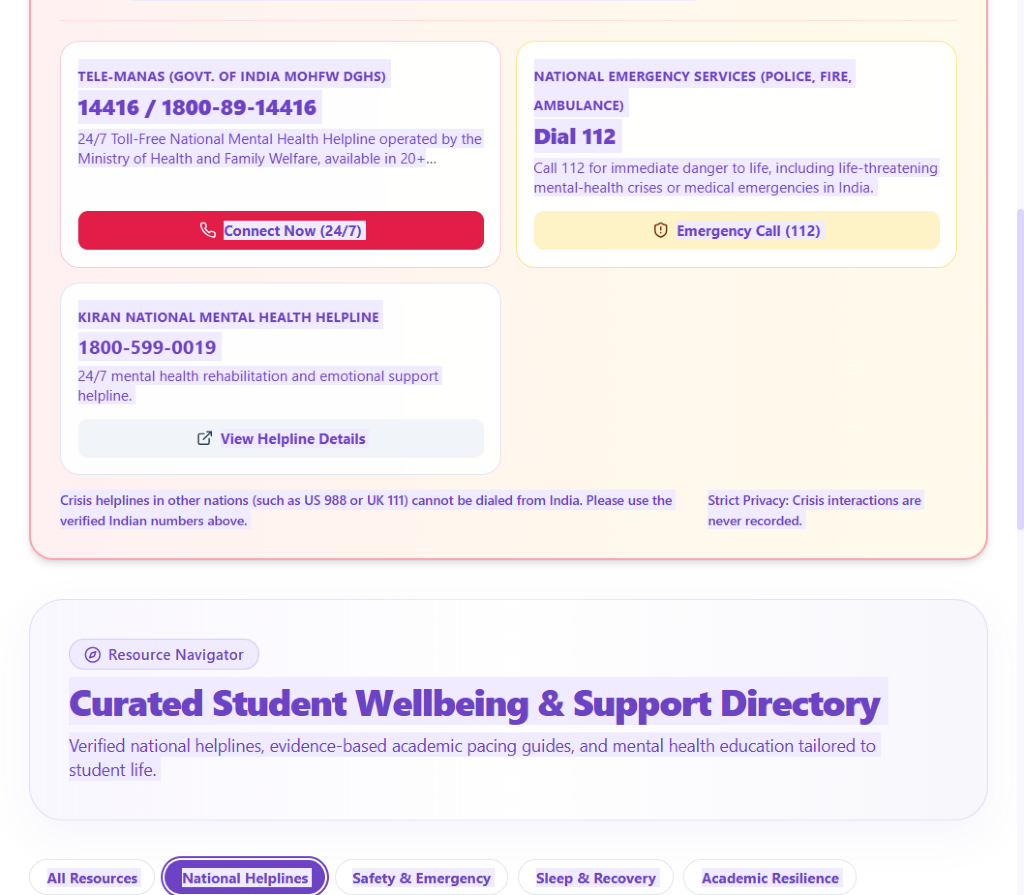 TELE-MANAS (GOVT. OF INDIA MOHFW DGHS)
14416 / 1800-89-14416
24/7 Toll-Free National Mental Health Helpline operated by the
Ministry of Health and Family Welfare, available in 20+...
Connect Now (24/7)
NATIONAL EMERGENCY SERVICES (POLICE, FIRE,
AMBULANCE)
Dial 112
Call 112 for immediate danger to life, including life-threatening
mental-health crises or medical emergencies in India.
Emergency Call (112)
KIRAN NATIONAL MENTAL HEALTH HELPLINE
1800-599-0019
24/7 mental health rehabilitation and emotional support
helpline.
View Helpline Details
Crisis helplines in other nations (such as US 988 or UK 111) cannot be dialed from India. Please use the
verified Indian numbers above.
Strict Privacy: Crisis interactions are
never recorded.
Resource Navigator
Curated Student Wellbeing & Support Directory
Verified national helplines, evidence-based academic pacing guides, and mental health education tailored to
student life.
All Resources
National Helplines
Safety & Emergency
Sleep & Recovery
Academic Resilience